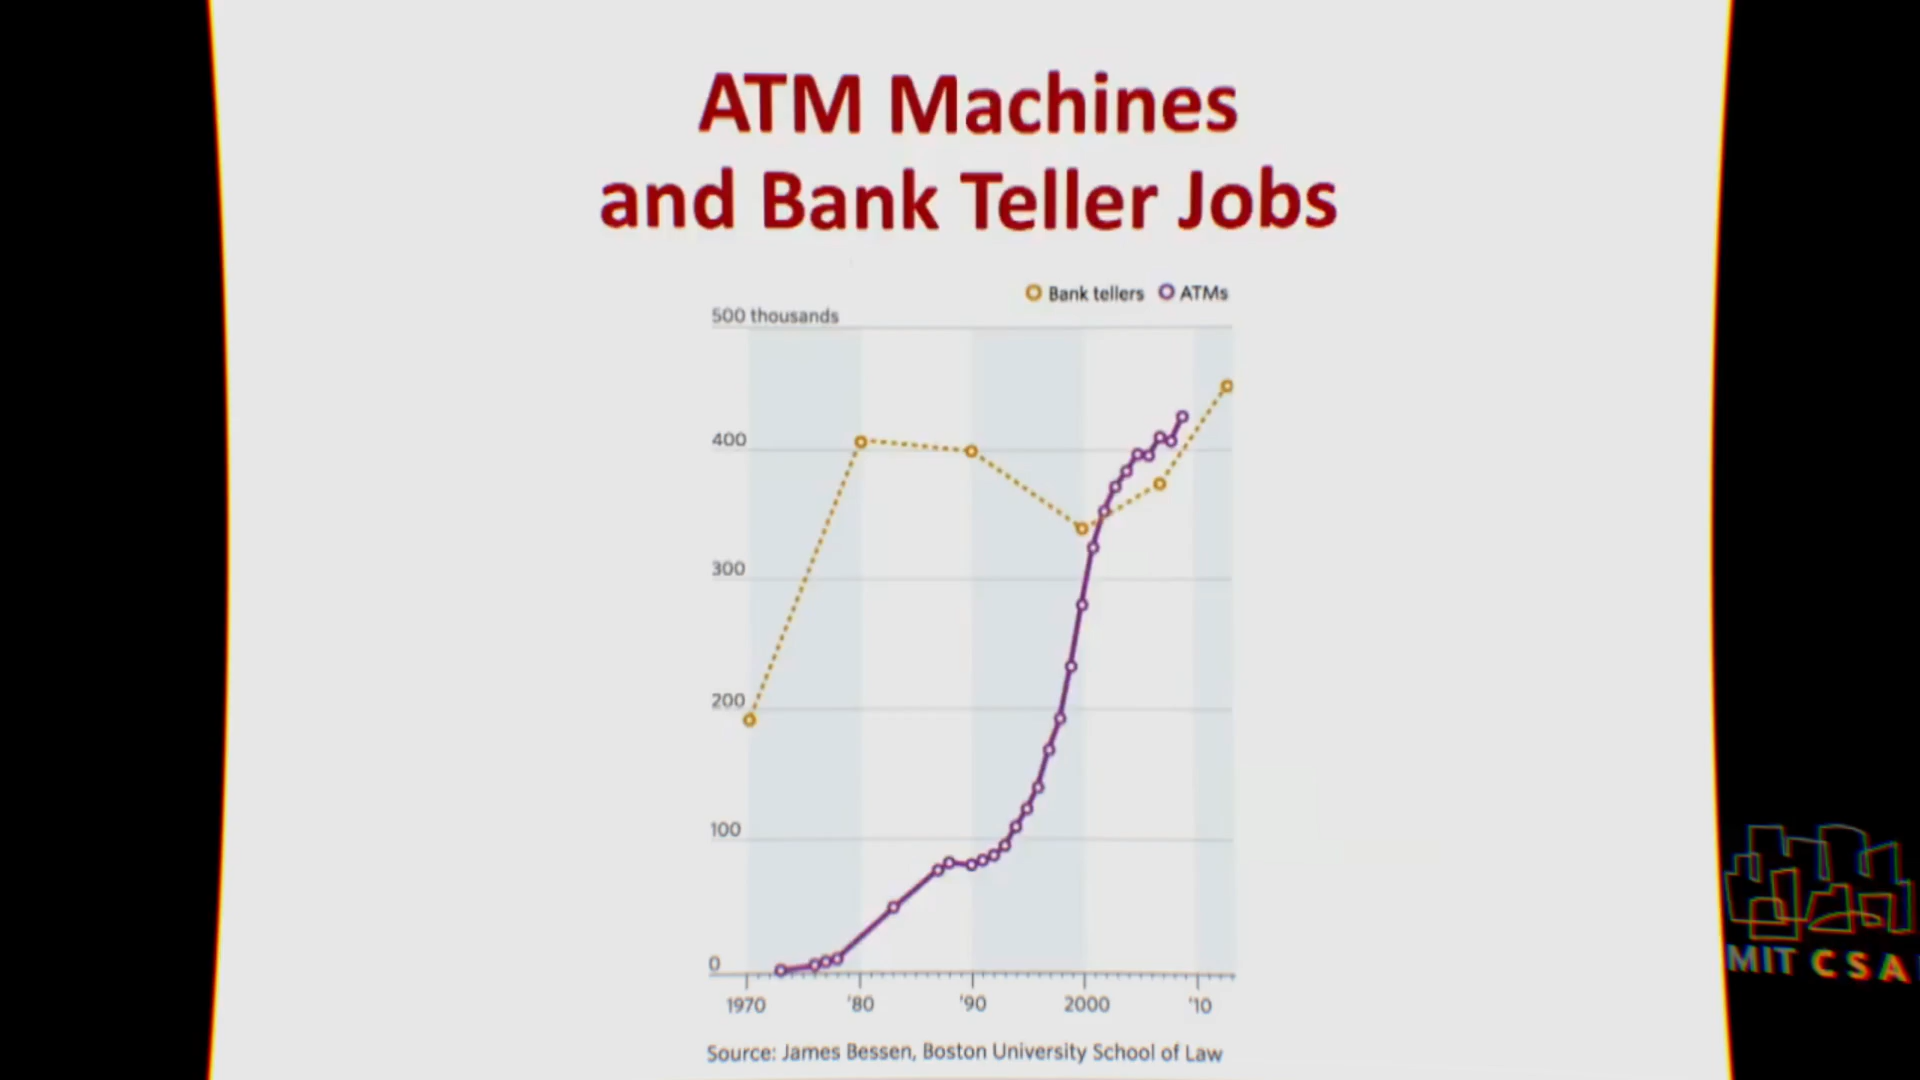 ATM Machines
and Bank Teller Jobs
Bank tellers ATMs
500 thousands
400
300
200
100
0
1970 '80 '90 2000 '10
Source: James Bessen, Boston University School of Law
MIT CSA